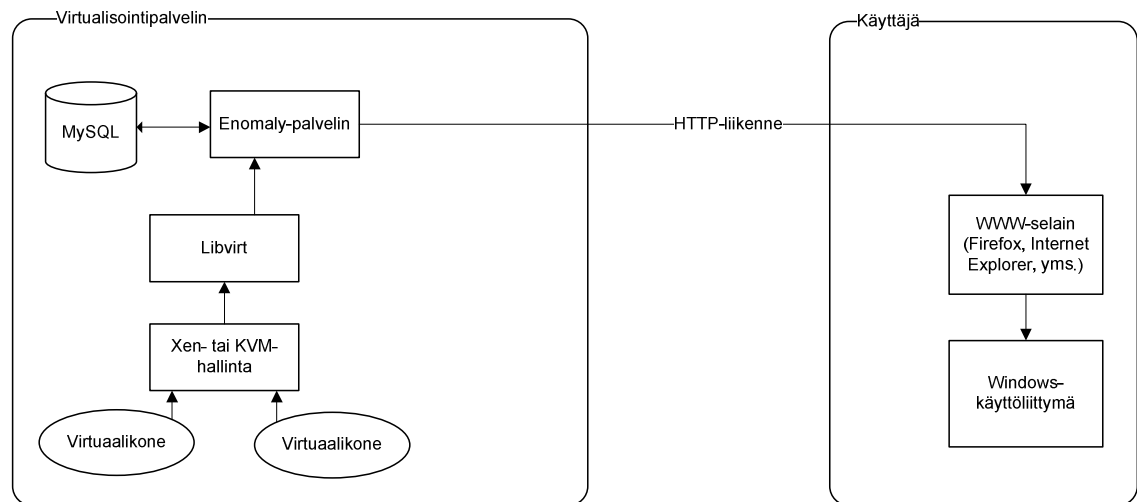 Virtualisointipalvelin
Käyttäjä
MySQL
Enomaly-palvelin
HTTP-liikenne
Libvirt
WWW-selain
(Firefox, Internet
Explorer, yms.)
Xen- tai KVM-
hallinta
Windows-
käyttöliittymä
Virtuaalikone
Virtuaalikone